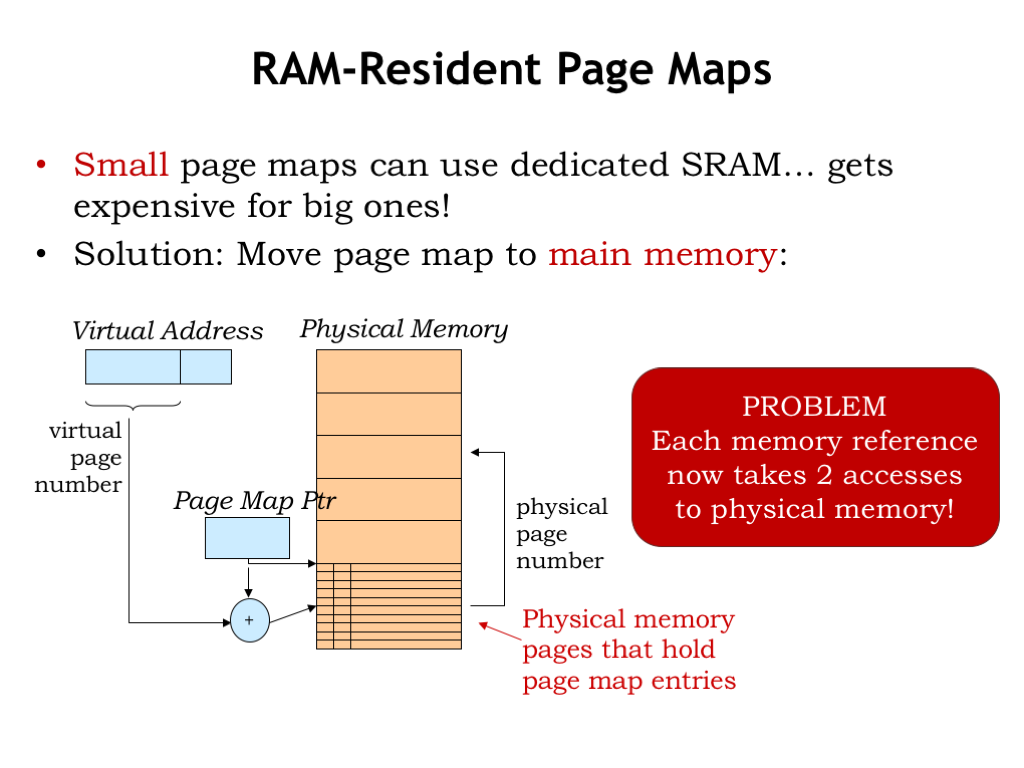 RAM-Resident Page Maps
• Small page maps can use dedicated SRAM… gets
expensive for big ones!
• Solution: Move page map to main memory:
Virtual Address
Physical Memory
virtual
page
number
Page Map Ptr
+
physical
page
number
Physical memory
pages that hold
page map entries
PROBLEM
Each memory reference
now takes 2 accesses
to physical memory!